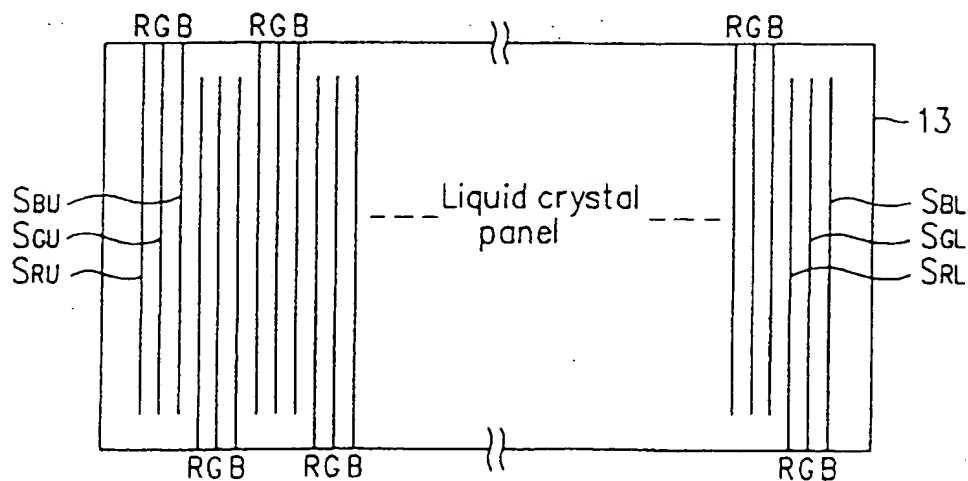 RGB RGB RGB
13
SBU
SGU
SRU
Liquid crystal
panel
SBL
SGL
SRL
RGB RGB RGB